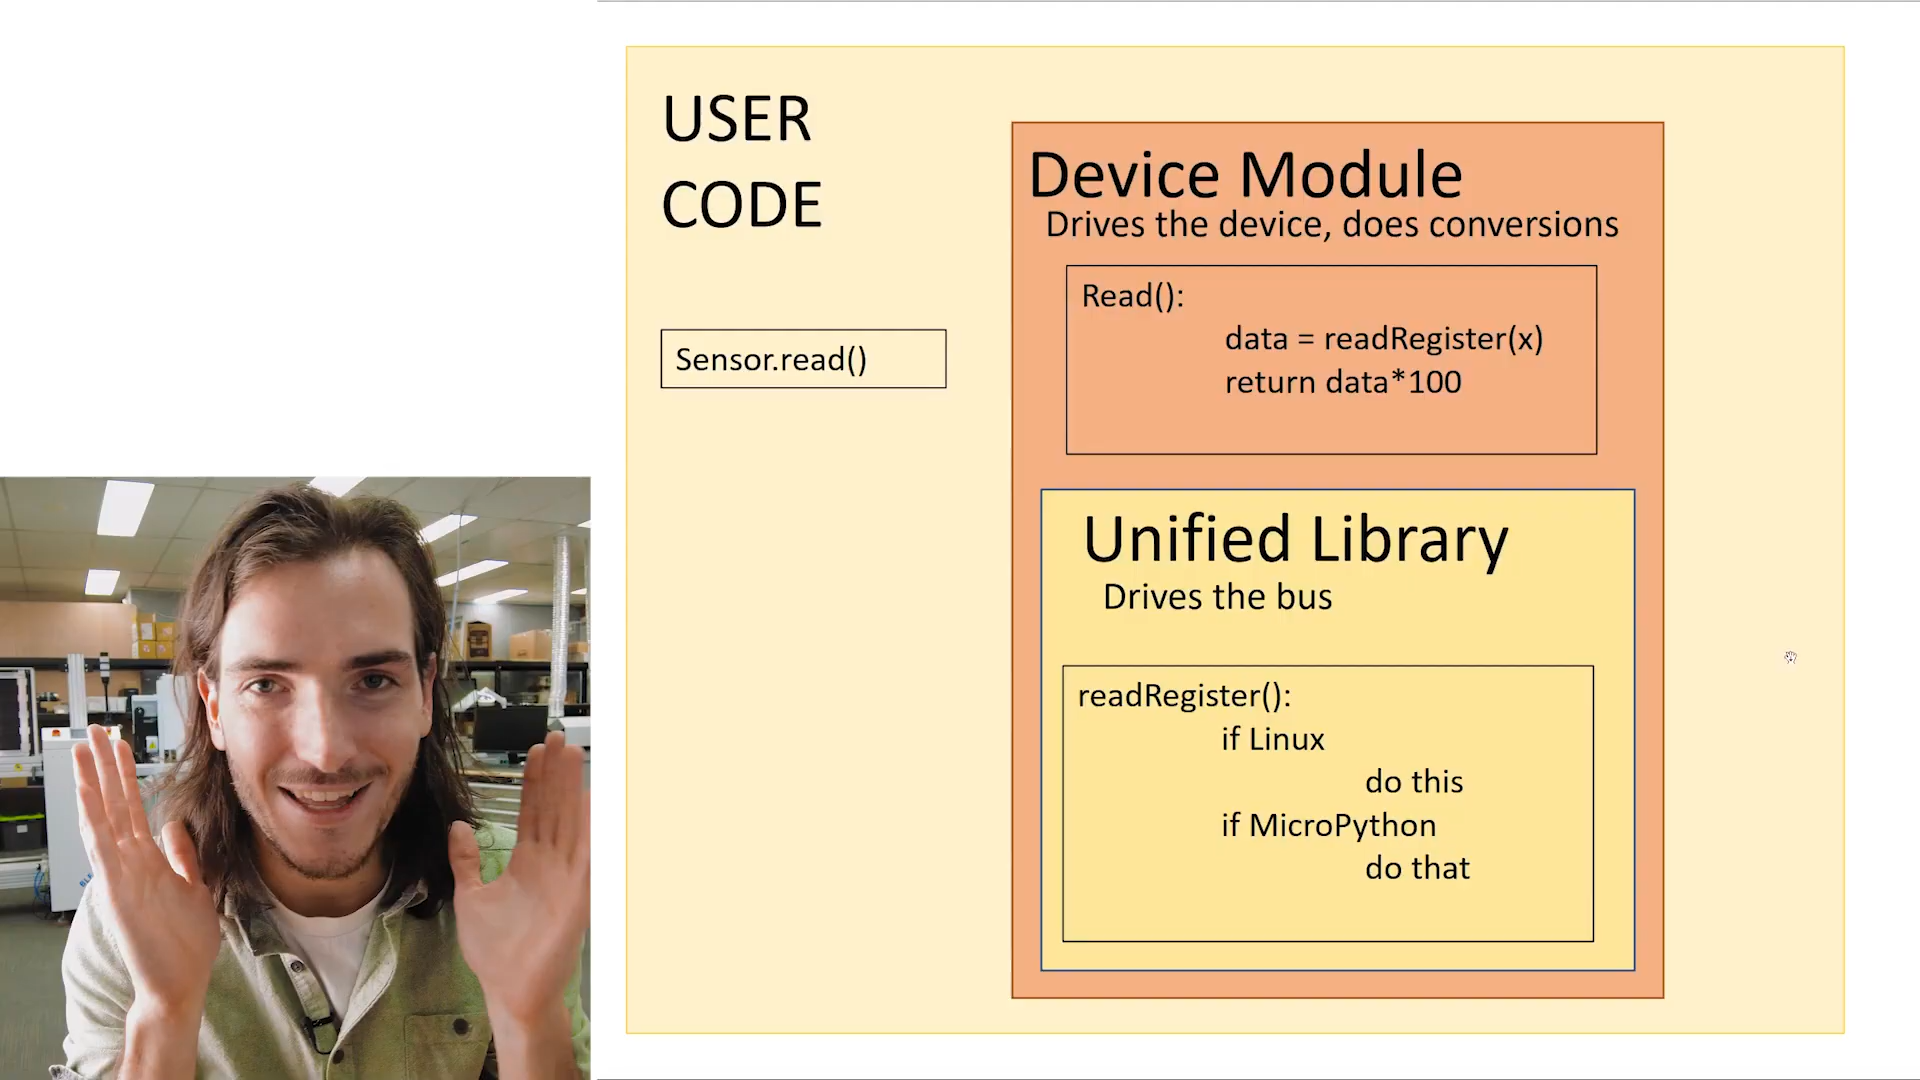 USER
CODE
Sensor.read()
Device Module
Drives the device, does conversions
Read():
data = readRegister(x)
return data*100
Unified Library
Drives the bus
readRegister():
if Linux
do this
if MicroPython
do that